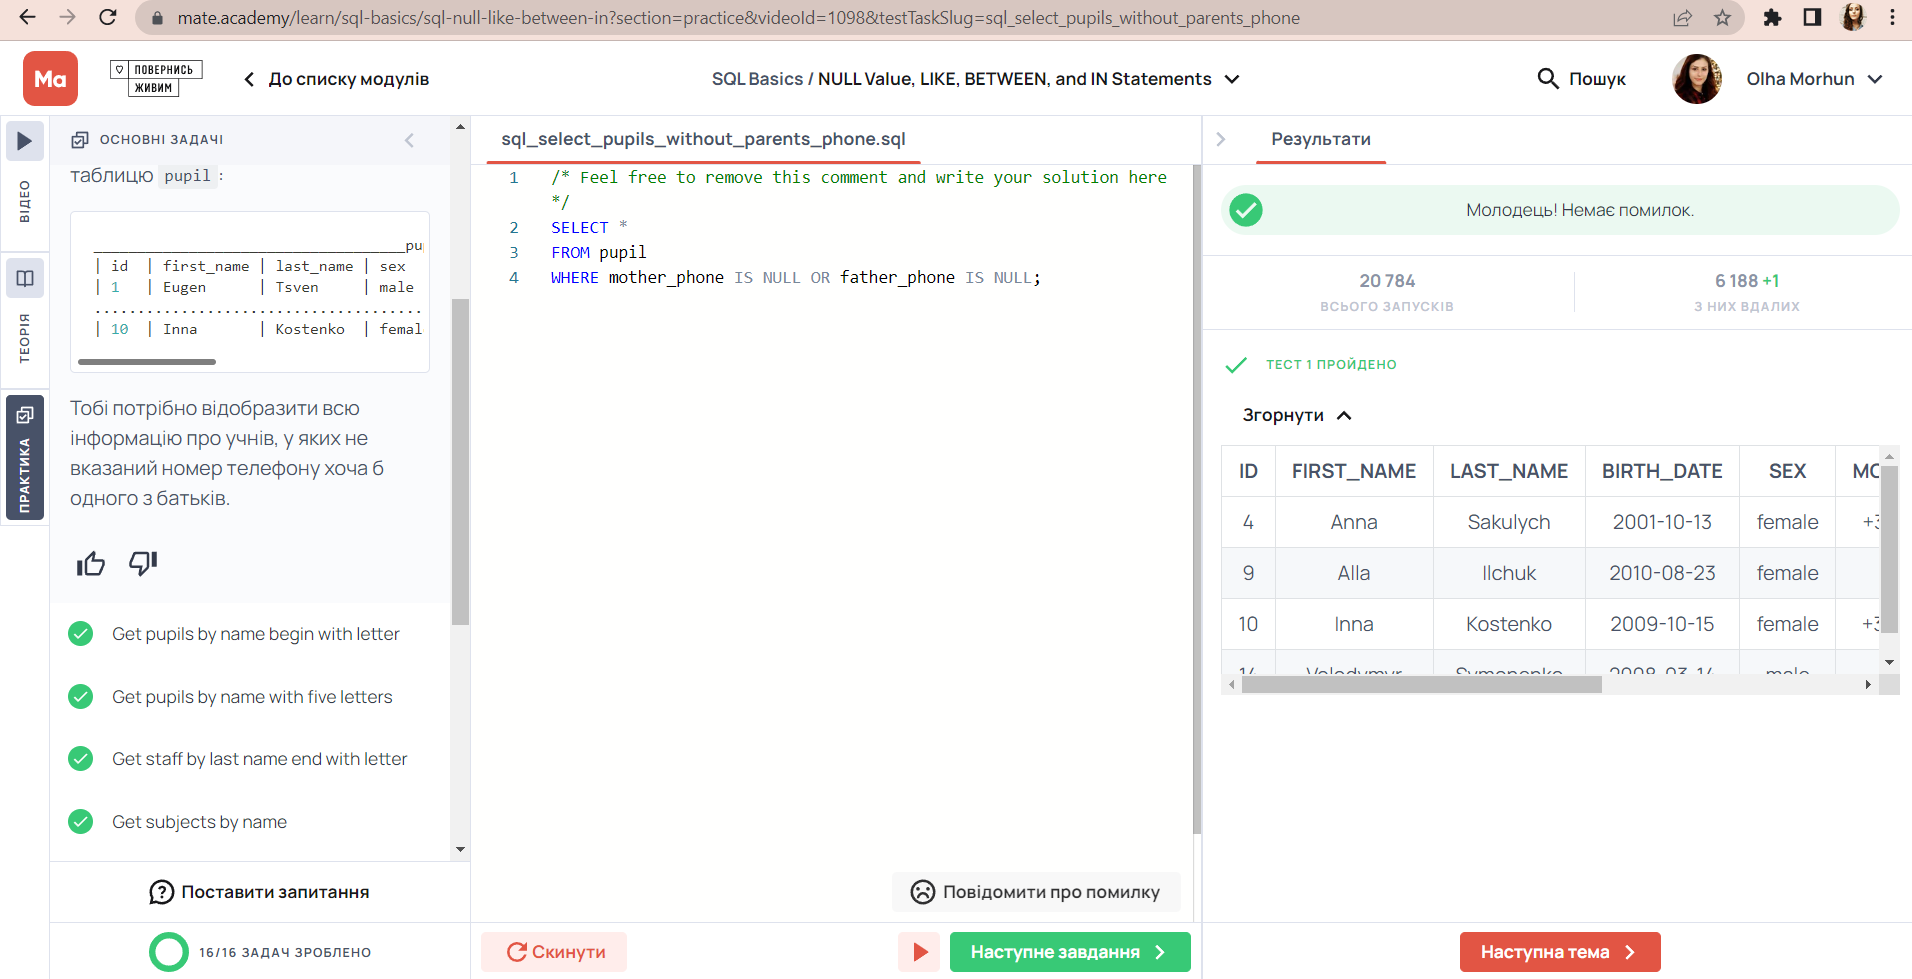 mate.academy/learn/sql-basics/sql-null-like-between-in?section=practice&videoId=1098&testTaskSlug=sql_select_pupils_without_parents_phone
Ma
ПОВЕРНИСЬ
ЖИВИМ
До списку модулів
SQL Basics / NULL Value, LIKE, BETWEEN, and IN Statements
Пошук
Olha Morhun
ВІДЕО
ТЕОРІЯ
ПРАКТИКА
ОСНОВНІ ЗАДАЧІ
таблицю pupil :
___________________________________pu
| id | first_name | last_name | sex
| 1 | Eugen | Tsven | male
......................................
| 10 | Inna | Kostenko | femal
Тобі потрібно відобразити всю
інформацію про учнів, у яких не
вказаний номер телефону хоча б
одного з батьків.
Get pupils by name begin with letter
Get pupils by name with five letters
Get staff by last name end with letter
Get subjects by name
Поставити запитання
16/16 ЗАДАЧ ЗРОБЛЕНО
sql_select_pupils_without_parents_phone.sql
1 /* Feel free to remove this comment and write your solution here
*/
2 SELECT *
3 FROM pupil
4 WHERE mother_phone IS NULL OR father_phone IS NULL;
Повідомити про помилку
Скинути
Наступне завдання
Результати
Молодець! Немає помилок.
20 784
ВСЬОГО ЗАПУСКІВ
6 188 +1
З НИХ ВДАЛИХ
ТЕСТ 1 ПРОЙДЕНО
Згорнути
ID FIRST_NAME LAST_NAME BIRTH_DATE SEX MO
4 Anna Sakulych 2001-10-13 female +3
9 Alla Ilchuk 2010-08-23 female
10 Inna Kostenko 2009-10-15 female +3
14 Volodymyr Symonenko 2008-03-14 male
Наступна тема